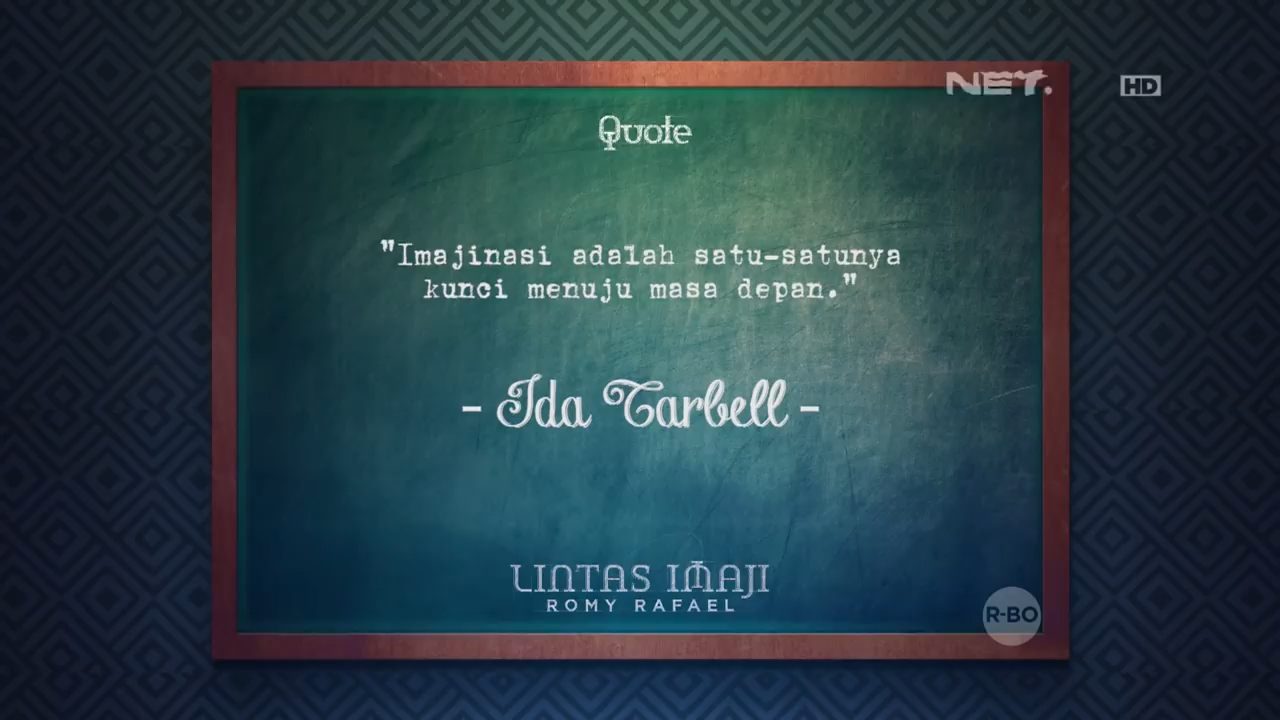 NET.
HD
Quote
"Imajinasi adalah satu-satunya
kunci menuju masa depan."
- Ida Tarbell -
LINTAS IMAJI
ROMY RAFAEL
R-BO